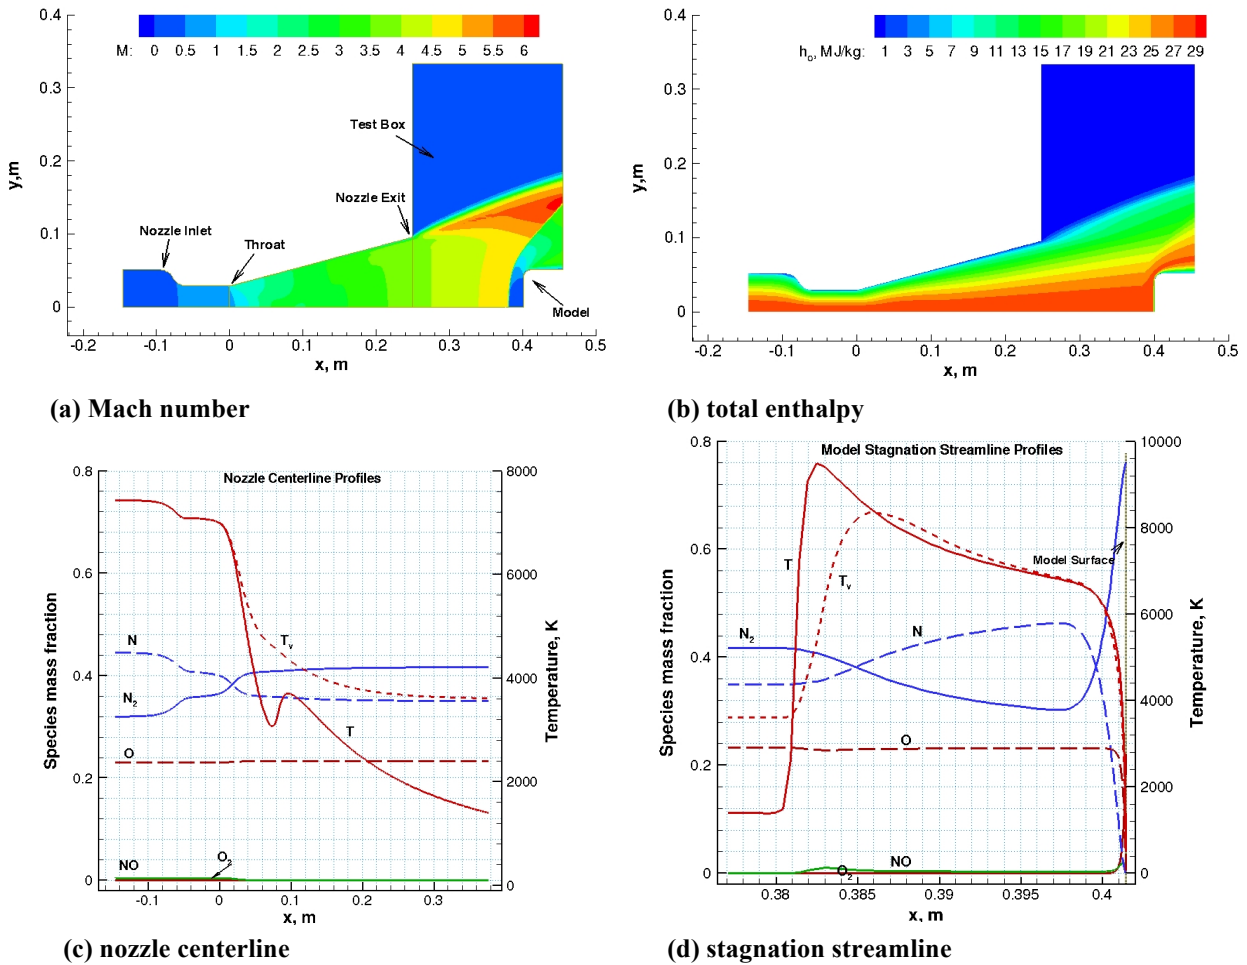 0.4
M: 0 0.5 1 1.5 2 2.5 3 3.5 4 4.5 5 5.5 6
0.3
Test Box
0.2
y,m
Nozzle Exit
Nozzle Inlet
0.1
Throat
Model
0
-0.2 -0.1 0 0.1 0.2 0.3 0.4 0.5
x, m
(a) Mach number
0.4
h₀, MJ/kg: 1 3 5 7 9 11 13 15 17 19 21 23 25 27 29
0.3
0.2
y,m
0.1
0
-0.2 -0.1 0 0.1 0.2 0.3 0.4 0.5
x, m
(b) total enthalpy
0.8 8000
Nozzle Centerline Profiles
0.6
6000
Species mass fraction
Temperature, K
N
Tᵥ
0.4
4000
N₂
T
O
0.2
2000
NO
O₂
0 0
-0.1 0 0.1 0.2 0.3
x, m
(c) nozzle centerline
0.8 10000
Model Stagnation Streamline Profiles
8000
0.6
Model Surface
T
Tᵥ
Species mass fraction
Temperature, K
6000
N₂
N
0.4
4000
O
0.2
2000
NO
O₂
0 0
0.38 0.385 0.39 0.395 0.4
x, m
(d) stagnation streamline